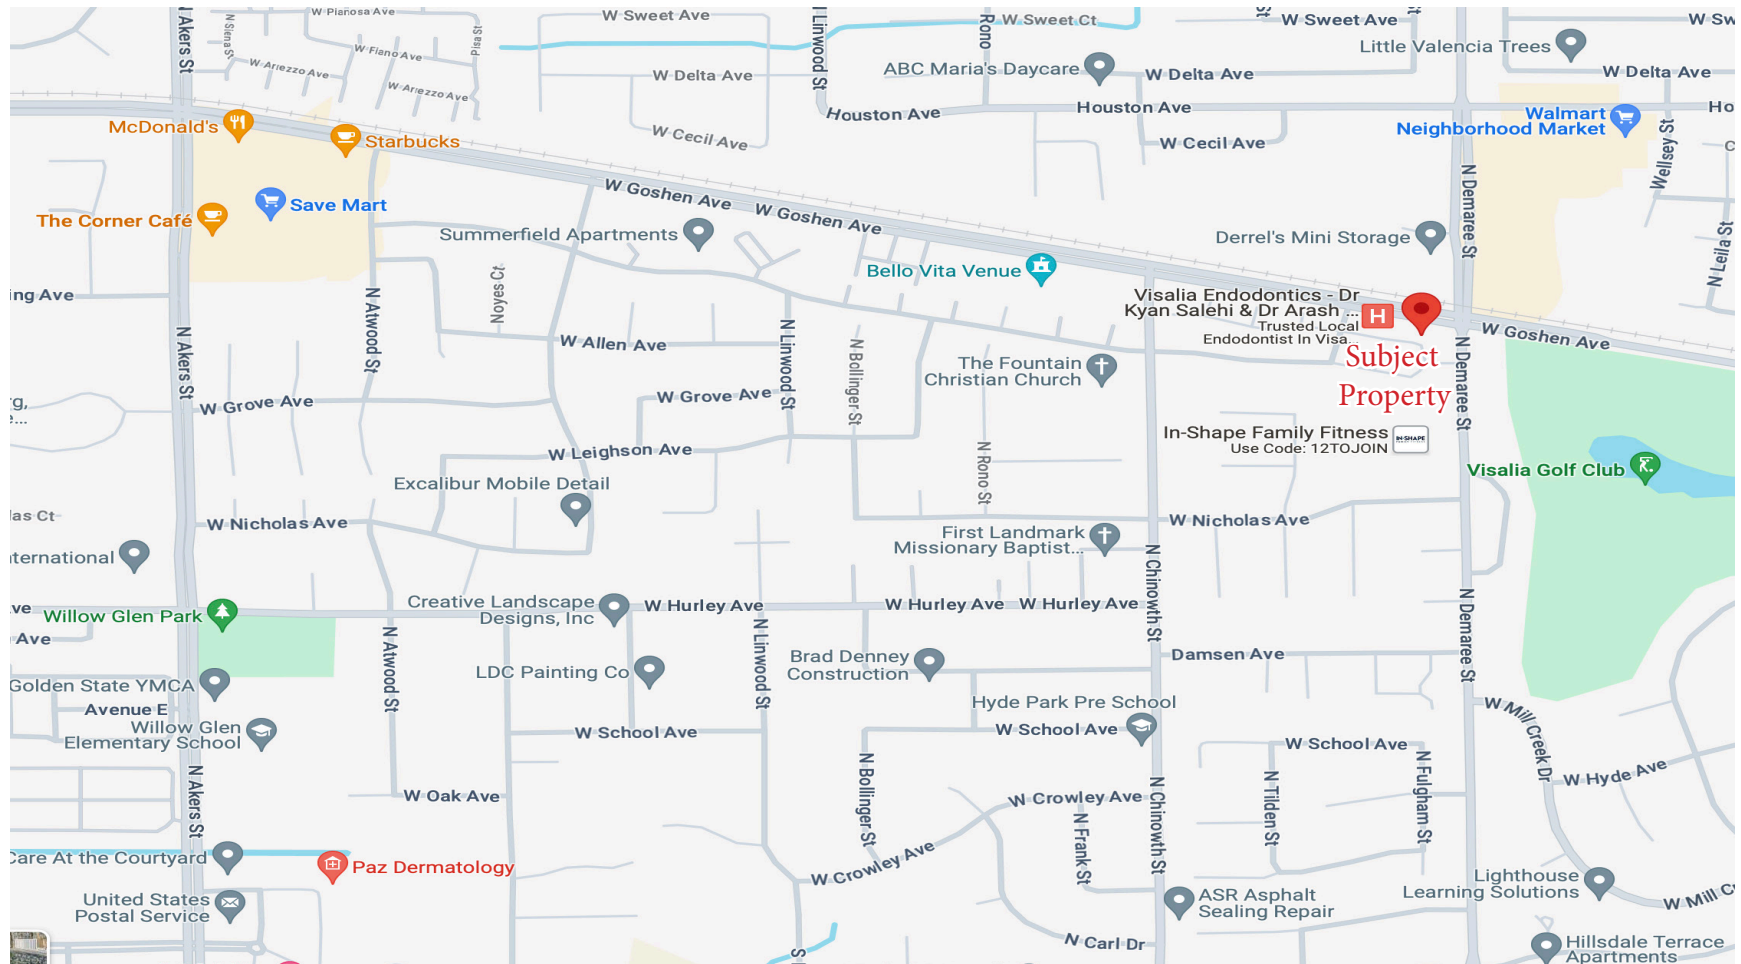 W Pianosa Ave
W Sweet Ave
W Sweet Ct
W Sweet Ave
W Sw
N Akers St
N Siena St
Pisa St
N Linwood St
Rono
St
St
W Fiano Ave
Little Valencia Trees
W Ariezzo Ave
W Delta Ave
ABC Maria's Daycare
W Delta Ave
W Delta Ave
W Ariezzo Ave
Houston Ave
Houston Ave
Ho
McDonald's
Starbucks
W Cecil Ave
W Cecil Ave
Walmart
Neighborhood Market
Wellsey St
C
W Goshen Ave
W Goshen Ave
N Demaree St
Save Mart
The Corner Café
Summerfield Apartments
Derrel's Mini Storage
N Leila St
Bello Vita Venue
ing Ave
Noyes Ct
N Atwood St
Visalia Endodontics - Dr
Kyan Salehi & Dr Arash ...
Trusted Local
Endodontist In Visa...
H
Subject
Property
W Goshen Ave
N Akers St
W Allen Ave
N Linwood St
N Bollinger St
N Demaree St
The Fountain
Christian Church
rg,
e...
W Grove Ave
W Grove Ave
In-Shape Family Fitness
Use Code: 12TOJOIN
IN-SHAPE
W Leighson Ave
N Rono St
Visalia Golf Club
Excalibur Mobile Detail
las Ct
W Nicholas Ave
W Nicholas Ave
First Landmark
Missionary Baptist...
nternational
N Chinowth St
ve
Willow Glen Park
Creative Landscape
Designs, Inc
W Hurley Ave
W Hurley Ave
W Hurley Ave
N Demaree St
Ave
N Atwood St
N Linwood St
Damsen Ave
LDC Painting Co
Brad Denney
Construction
Golden State YMCA
Avenue E
Hyde Park Pre School
W Mill Creek Dr
Willow Glen
Elementary School
W School Ave
W School Ave
W School Ave
N Akers St
N Bollinger St
N Tilden St
N Fulgham St
W Hyde Ave
W Oak Ave
W Crowley Ave
N Chinowth St
N Frank St
Care At the Courtyard
Paz Dermatology
W Crowley Ave
Lighthouse
Learning Solutions
United States
Postal Service
ASR Asphalt
Sealing Repair
W Mill C
N Carl Dr
S
Hillsdale Terrace
Apartments